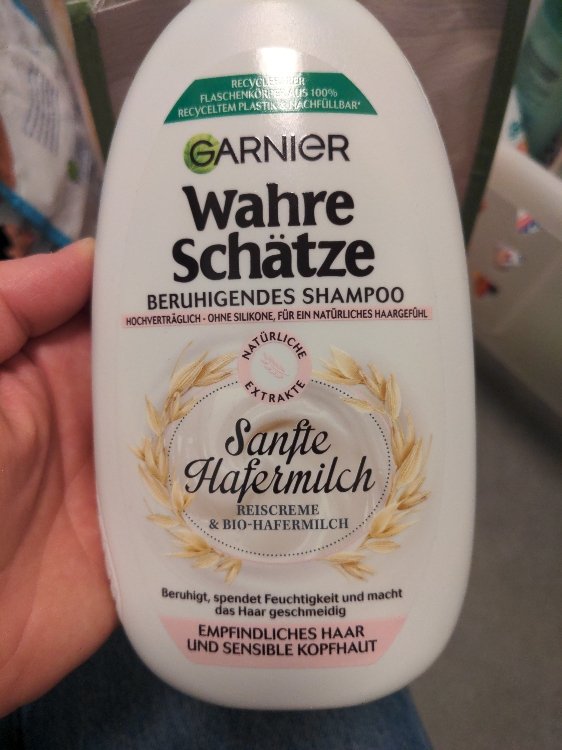 RECYCELBARER
FLASCHENKÖRPER AUS 100%
RECYCELTEM PLASTIK & NACHFÜLLBAR*
GARNIER
Wahre
Schätze
BERUHIGENDES SHAMPOO
HOCHVERTRÄGLICH - OHNE SILIKONE, FÜR EIN NATÜRLICHES HAARGEFÜHL
NATÜRLICHE
EXTRAKTE
Sanfte
Hafermilch
REISCREME
& BIO-HAFERMILCH
Beruhigt, spendet Feuchtigkeit und macht
das Haar geschmeidig
EMPFINDLICHES HAAR
UND SENSIBLE KOPFHAUT